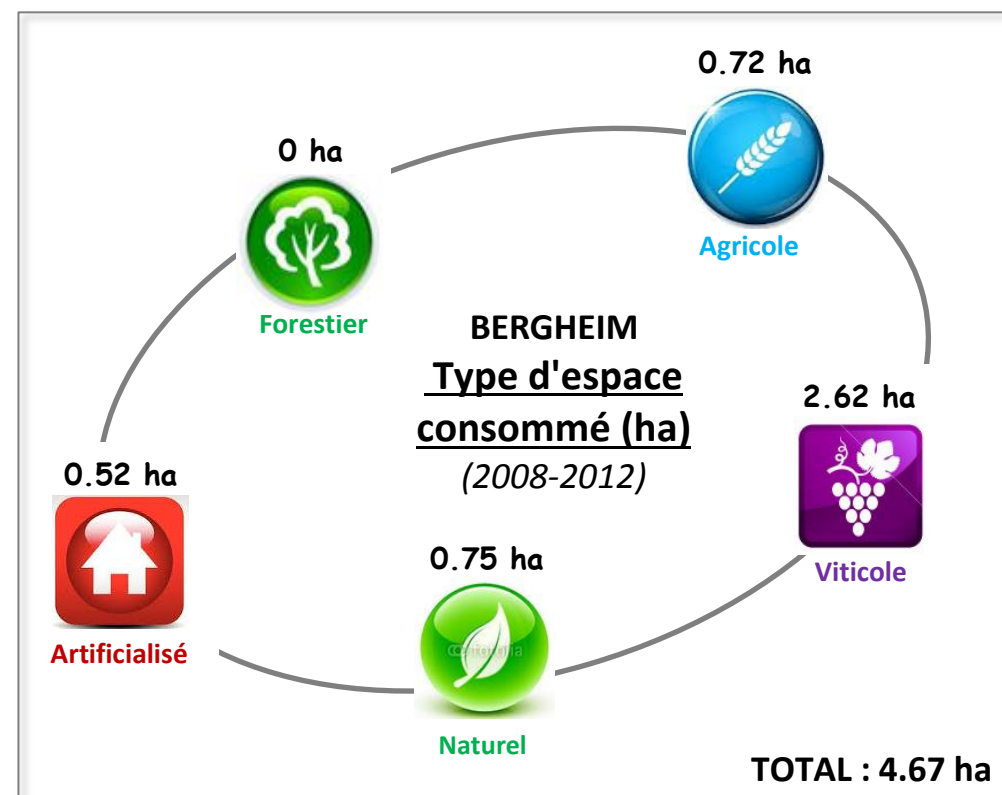 0.72 ha
0 ha
Agricole
Forestier
BERGHEIM
Type d'espace
consommé (ha)
(2008-2012)
2.62 ha
0.52 ha
0.75 ha
Viticole
Artificialisé
Naturel
TOTAL : 4.67 ha